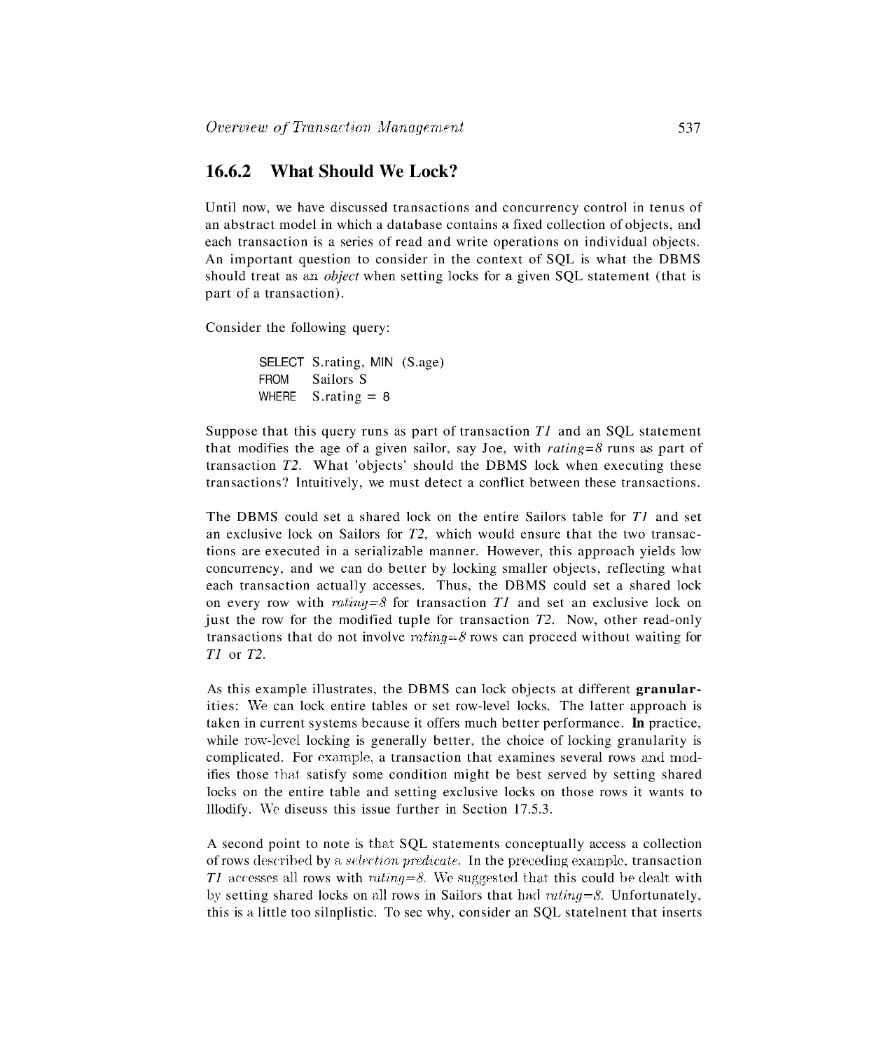 Overview of Transaction Management 537
16.6.2 What Should We Lock?
Until now, we have discussed transactions and concurrency control in tenus of
an abstract model in which a database contains a fixed collection of objects, and
each transaction is a series of read and write operations on individual objects.
An important question to consider in the context of SQL is what the DBMS
should treat as an object when setting locks for a given SQL statement (that is
part of a transaction).
Consider the following query:
SELECT S.rating, MIN (S.age)
FROM Sailors S
WHERE S.rating = 8
Suppose that this query runs as part of transaction T1 and an SQL statement
that modifies the age of a given sailor, say Joe, with rating=8 runs as part of
transaction T2. What 'objects' should the DBMS lock when executing these
transactions? Intuitively, we must detect a conflict between these transactions.
The DBMS could set a shared lock on the entire Sailors table for T1 and set
an exclusive lock on Sailors for T2, which would ensure that the two transac-
tions are executed in a serializable manner. However, this approach yields low
concurrency, and we can do better by locking smaller objects, reflecting what
each transaction actually accesses. Thus, the DBMS could set a shared lock
on every row with rating=8 for transaction T1 and set an exclusive lock on
just the row for the modified tuple for transaction T2. Now, other read-only
transactions that do not involve rating=8 rows can proceed without waiting for
T1 or T2.
As this example illustrates, the DBMS can lock objects at different granular-
ities: We can lock entire tables or set row-level locks. The latter approach is
taken in current systems because it offers much better performance. In practice,
while row-level locking is generally better, the choice of locking granularity is
complicated. For example, a transaction that examines several rows and mod-
ifies those that satisfy some condition might be best served by setting shared
locks on the entire table and setting exclusive locks on those rows it wants to
lllodify. We diseuss this issue further in Section 17.5.3.
A second point to note is that SQL statements conceptually access a collection
of rows described by a selection predicate. In the preceding example, transaction
T1 accesses all rows with rating=8. We suggested that this could be dealt with
by setting shared locks on all rows in Sailors that had rating=8. Unfortunately,
this is a little too silnplistic. To sec why, consider an SQL statelnent that inserts